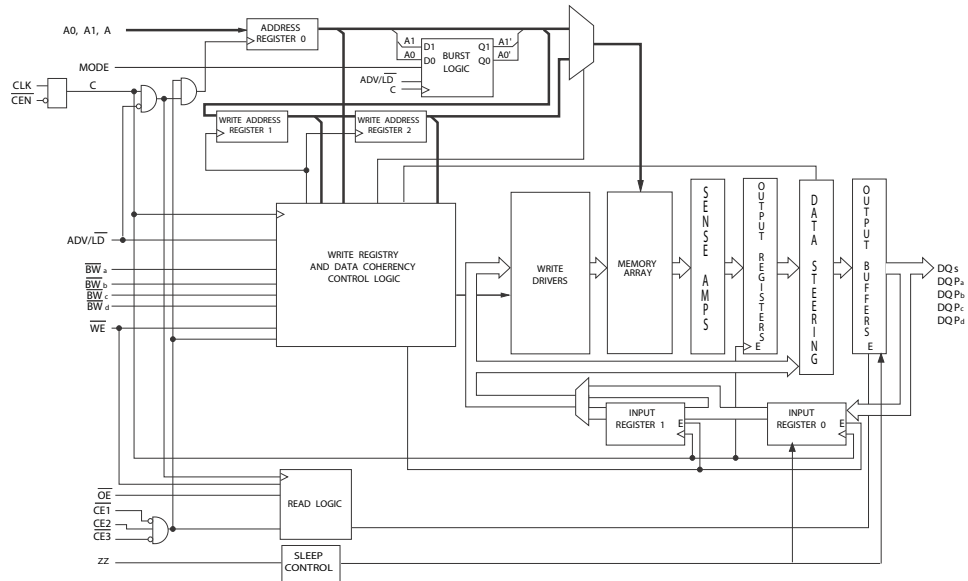 A0, A1, A
ADDRESS
REGISTER 0
MODE
A1
A0
D1
D0
BURST
LOGIC
Q1
Q0
A1'
A0'
ADV/LD
C
CLK
CEN
C
WRITE ADDRESS
REGISTER 1
WRITE ADDRESS
REGISTER 2
ADV/LD
BWa
BWb
BWc
BWd
WE
WRITE REGISTRY
AND DATA COHERENCY
CONTROL LOGIC
WRITE
DRIVERS
MEMORY
ARRAY
SENSE AMPS
OUTPUT REGISTERS
E
DATA STEERING
OUTPUT BUFFERS
E
DQs
DQPa
DQPb
DQPc
DQPd
INPUT
REGISTER 1
E
INPUT
REGISTER 0
E
OE
CE1
CE2
CE3
READ LOGIC
ZZ
SLEEP
CONTROL